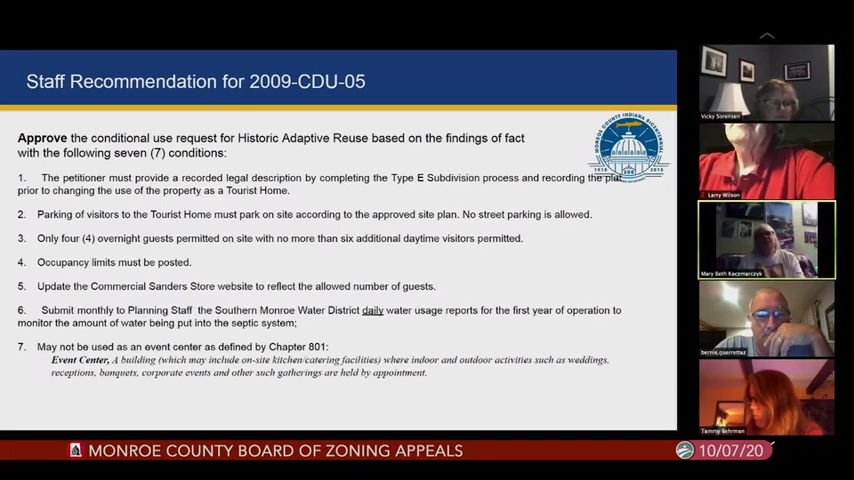 Staff Recommendation for 2009-CDU-05
Approve the conditional use request for Historic Adaptive Reuse based on the findings of fact
with the following seven (7) conditions:
MONROE COUNTY INDIANA BICENTENNIAL
1818
2018
200
1. The petitioner must provide a recorded legal description by completing the Type E Subdivision process and recording the plat
prior to changing the use of the property as a Tourist Home.
2. Parking of visitors to the Tourist Home must park on site according to the approved site plan. No street parking is allowed.
3. Only four (4) overnight guests permitted on site with no more than six additional daytime visitors permitted.
4. Occupancy limits must be posted.
5. Update the Commercial Sanders Store website to reflect the allowed number of guests.
6. Submit monthly to Planning Staff the Southern Monroe Water District daily water usage reports for the first year of operation to
monitor the amount of water being put into the septic system;
7. May not be used as an event center as defined by Chapter 801:
Event Center, A building (which may include on-site kitchen/catering facilities) where indoor and outdoor activities such as weddings,
receptions, banquets, corporate events and other such gatherings are held by appointment.
Vicky Sorensen
Larry Wilson
Mary Beth Kaczmarczyk
bernie.guerrettaz
Tammy Behrman
MONROE COUNTY BOARD OF ZONING APPEALS
10/07/20